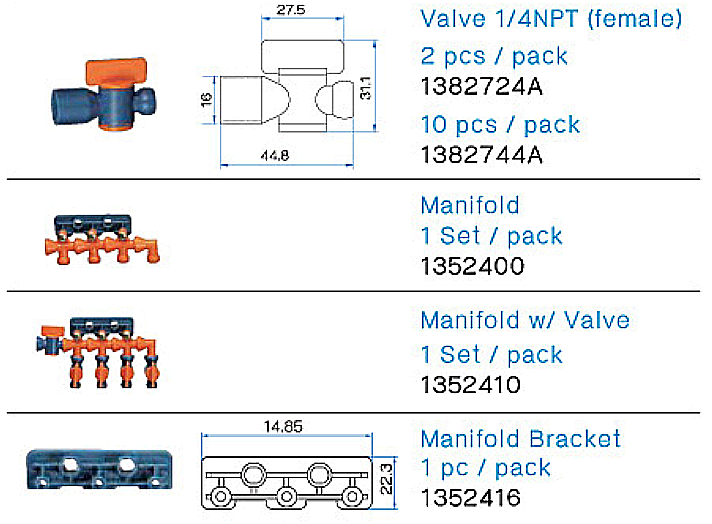 27.5
16
31.1
44.8
Valve 1/4NPT (female)
2 pcs / pack
1382724A
10 pcs / pack
1382744A
Manifold
1 Set / pack
1352400
Manifold w/ Valve
1 Set / pack
1352410
14.85
22.3
Manifold Bracket
1 pc / pack
1352416